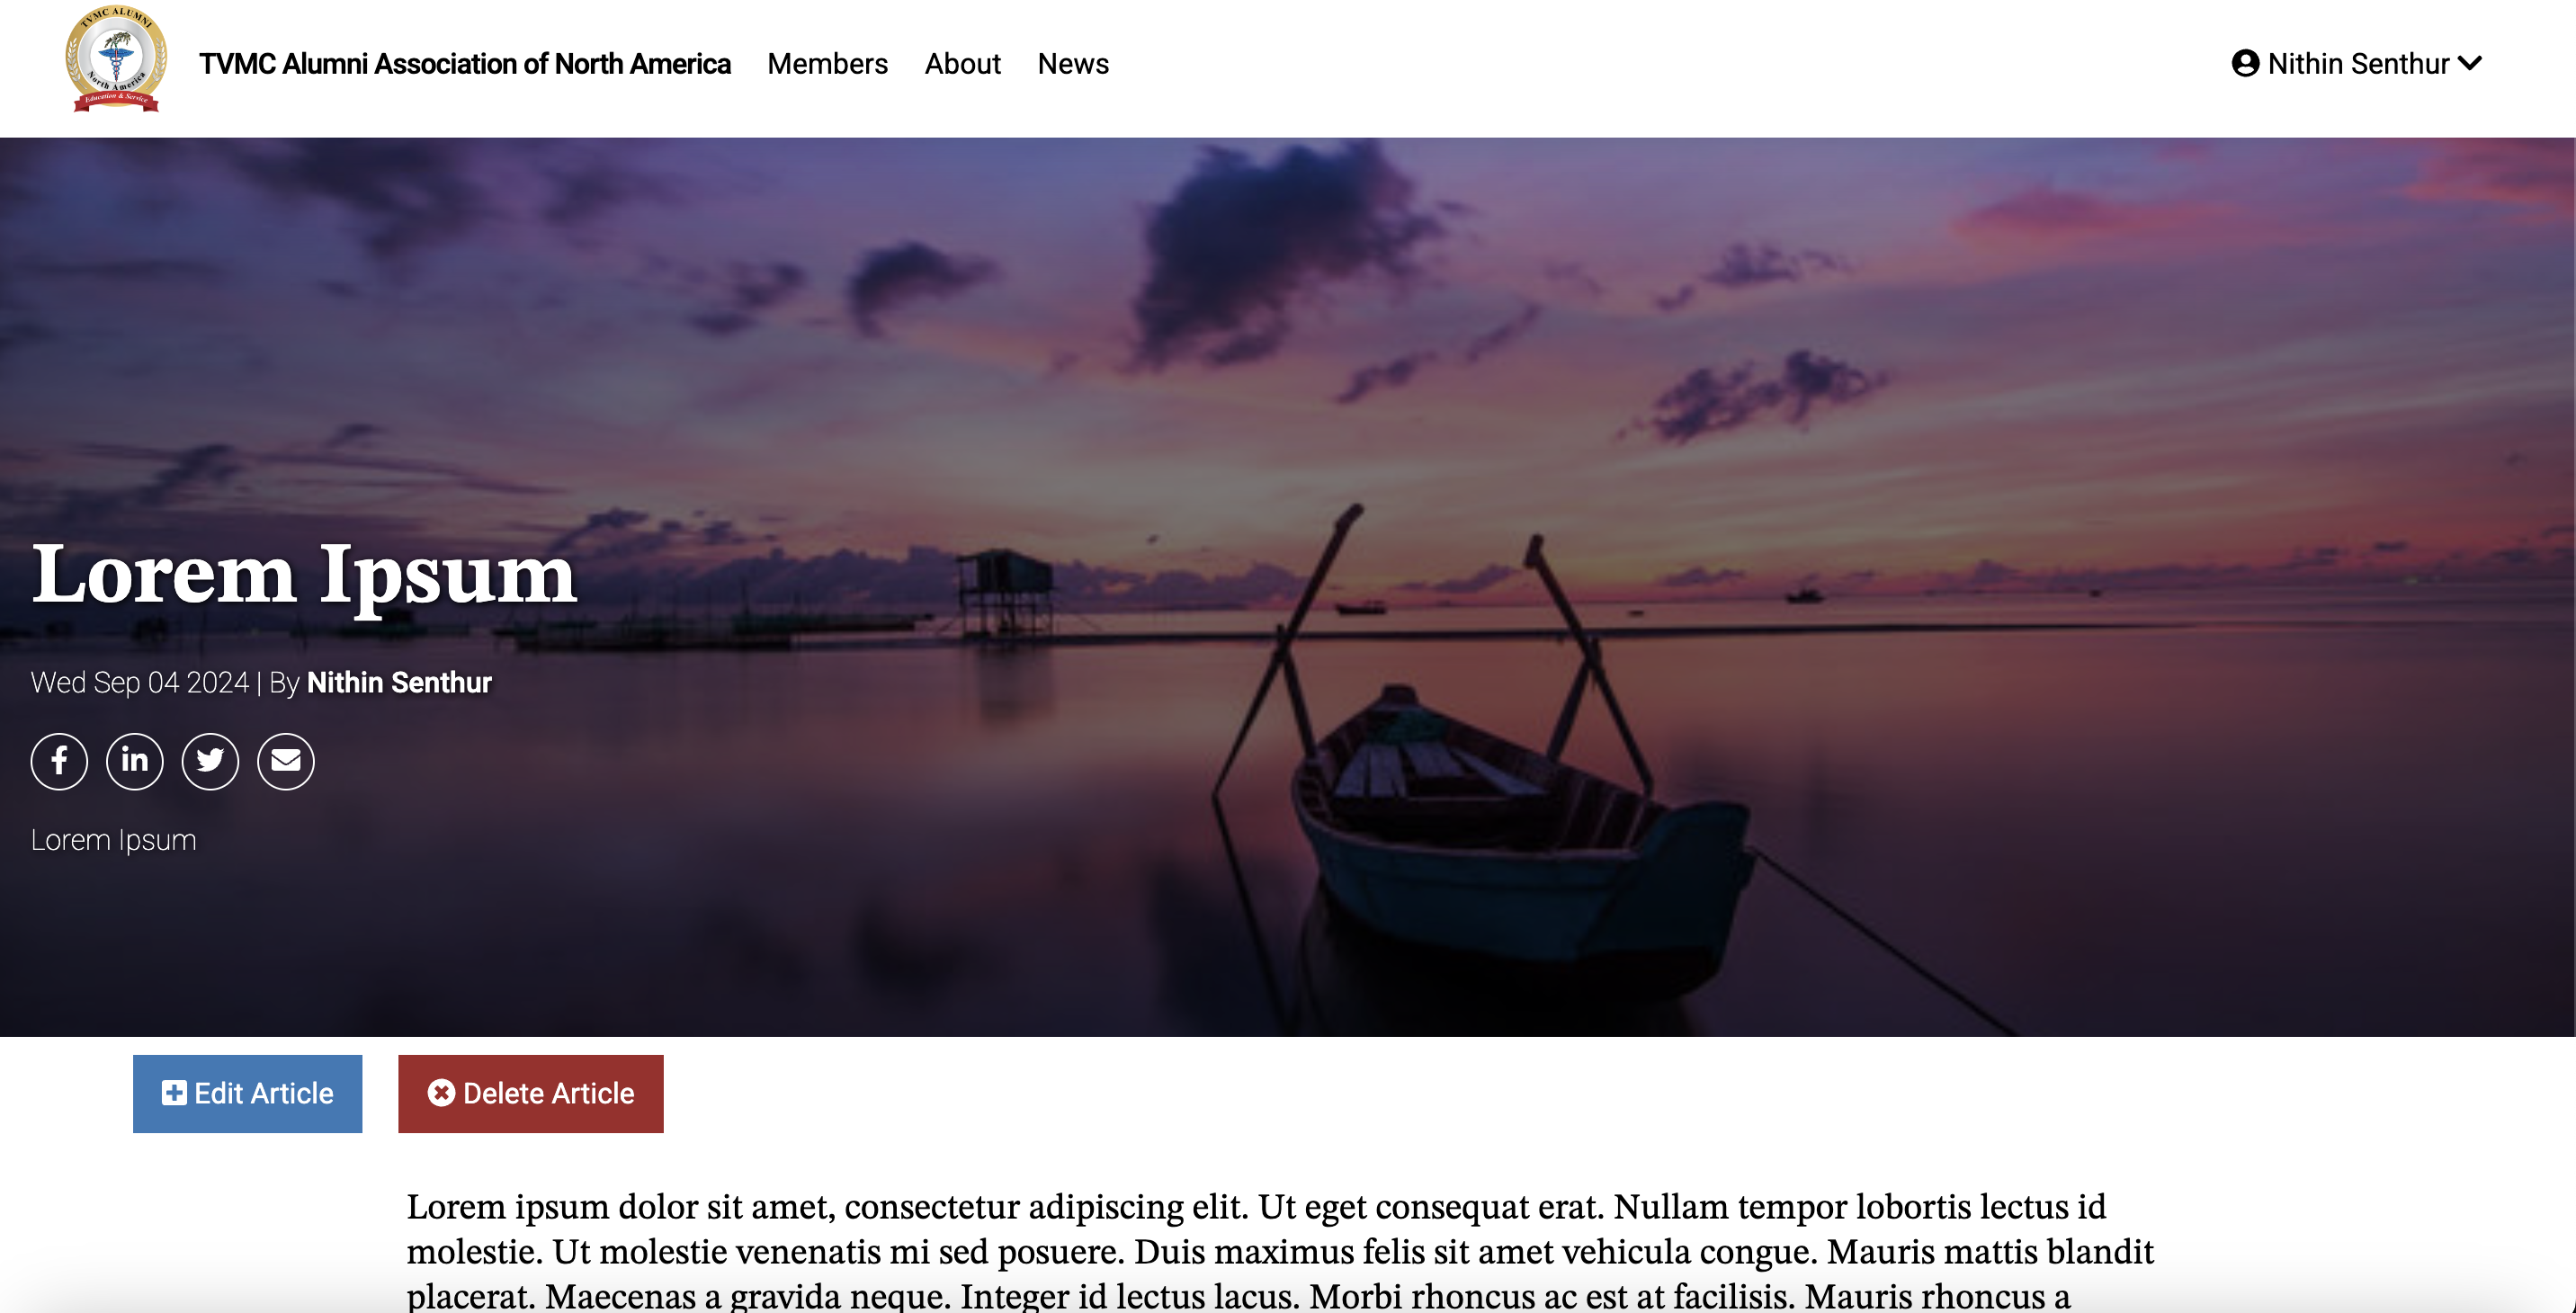 TVMC ALUMNI
North America
Education & Service
TVMC Alumni Association of North America Members About News Nithin Senthur
Lorem Ipsum
Wed Sep 04 2024 | By Nithin Senthur
Lorem Ipsum
Edit Article Delete Article
Lorem ipsum dolor sit amet, consectetur adipiscing elit. Ut eget consequat erat. Nullam tempor lobortis lectus id
molestie. Ut molestie venenatis mi sed posuere. Duis maximus felis sit amet vehicula congue. Mauris mattis blandit
placerat. Maecenas a gravida neque. Integer id lectus lacus. Morbi rhoncus ac est at facilisis. Mauris rhoncus a